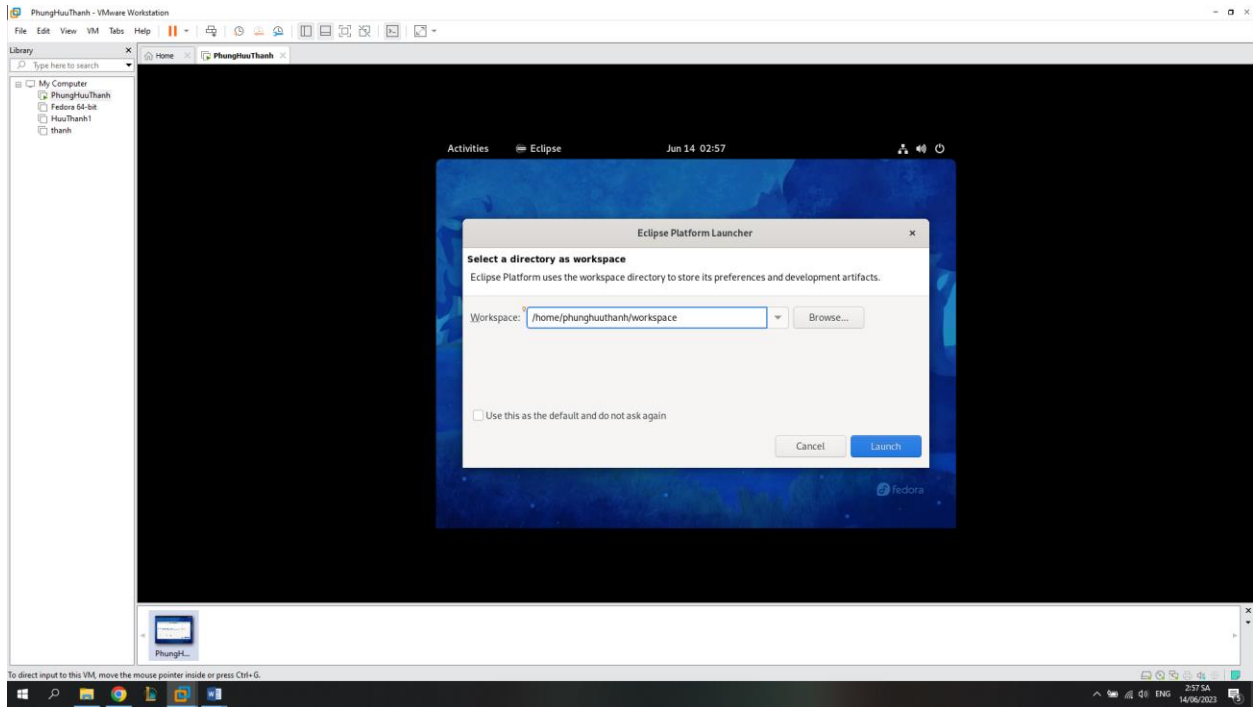 PhungHuuThanh - VMware Workstation
File Edit View VM Tabs Help
Library
Type here to search
Home PhungHuuThanh
My Computer
PhungHuuThanh
Fedora 64-bit
HuuThanh1
thanh
Activities Eclipse Jun 14 02:57
Eclipse Platform Launcher
Select a directory as workspace
Eclipse Platform uses the workspace directory to store its preferences and development artifacts.
Workspace: /home/phunghuuthanh/workspace Browse...
Use this as the default and do not ask again
Cancel Launch
fedora
PhungH...
To direct input to this VM, move the mouse pointer inside or press Ctrl+G.
ENG 2:57 SA
14/06/2023